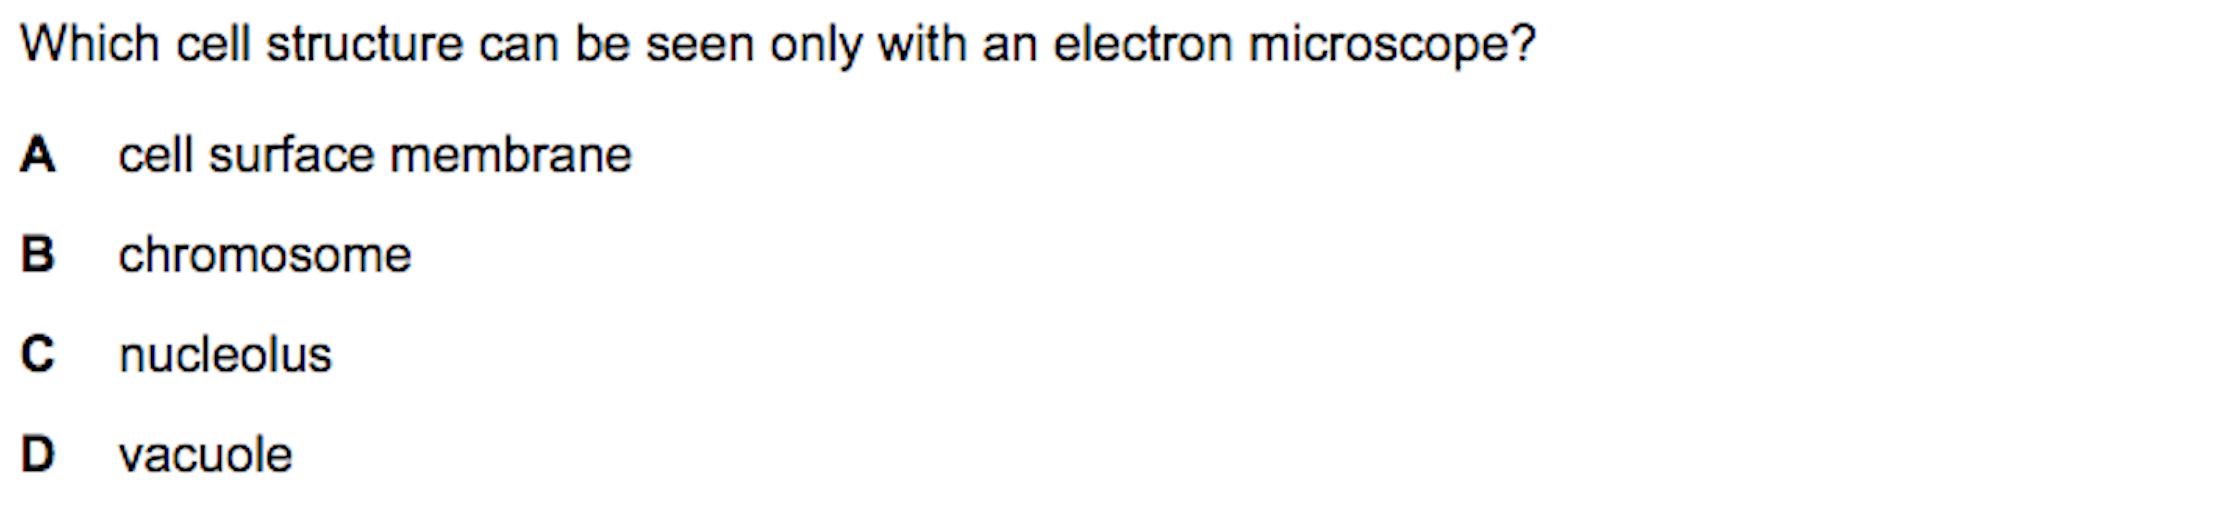 Which cell structure can be seen only with an electron microscope?
A cell surface membrane
B chromosome
C nucleolus
D vacuole